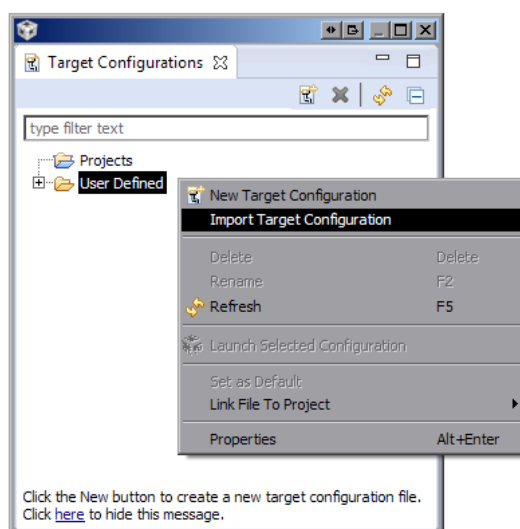 Target Configurations
type filter text
Projects
User Defined
New Target Configuration
Import Target Configuration
Delete Delete
Rename F2
Refresh F5
Launch Selected Configuration
Set as Default
Link File To Project
Properties Alt+Enter
Click the New button to create a new target configuration file.
Click here to hide this message.